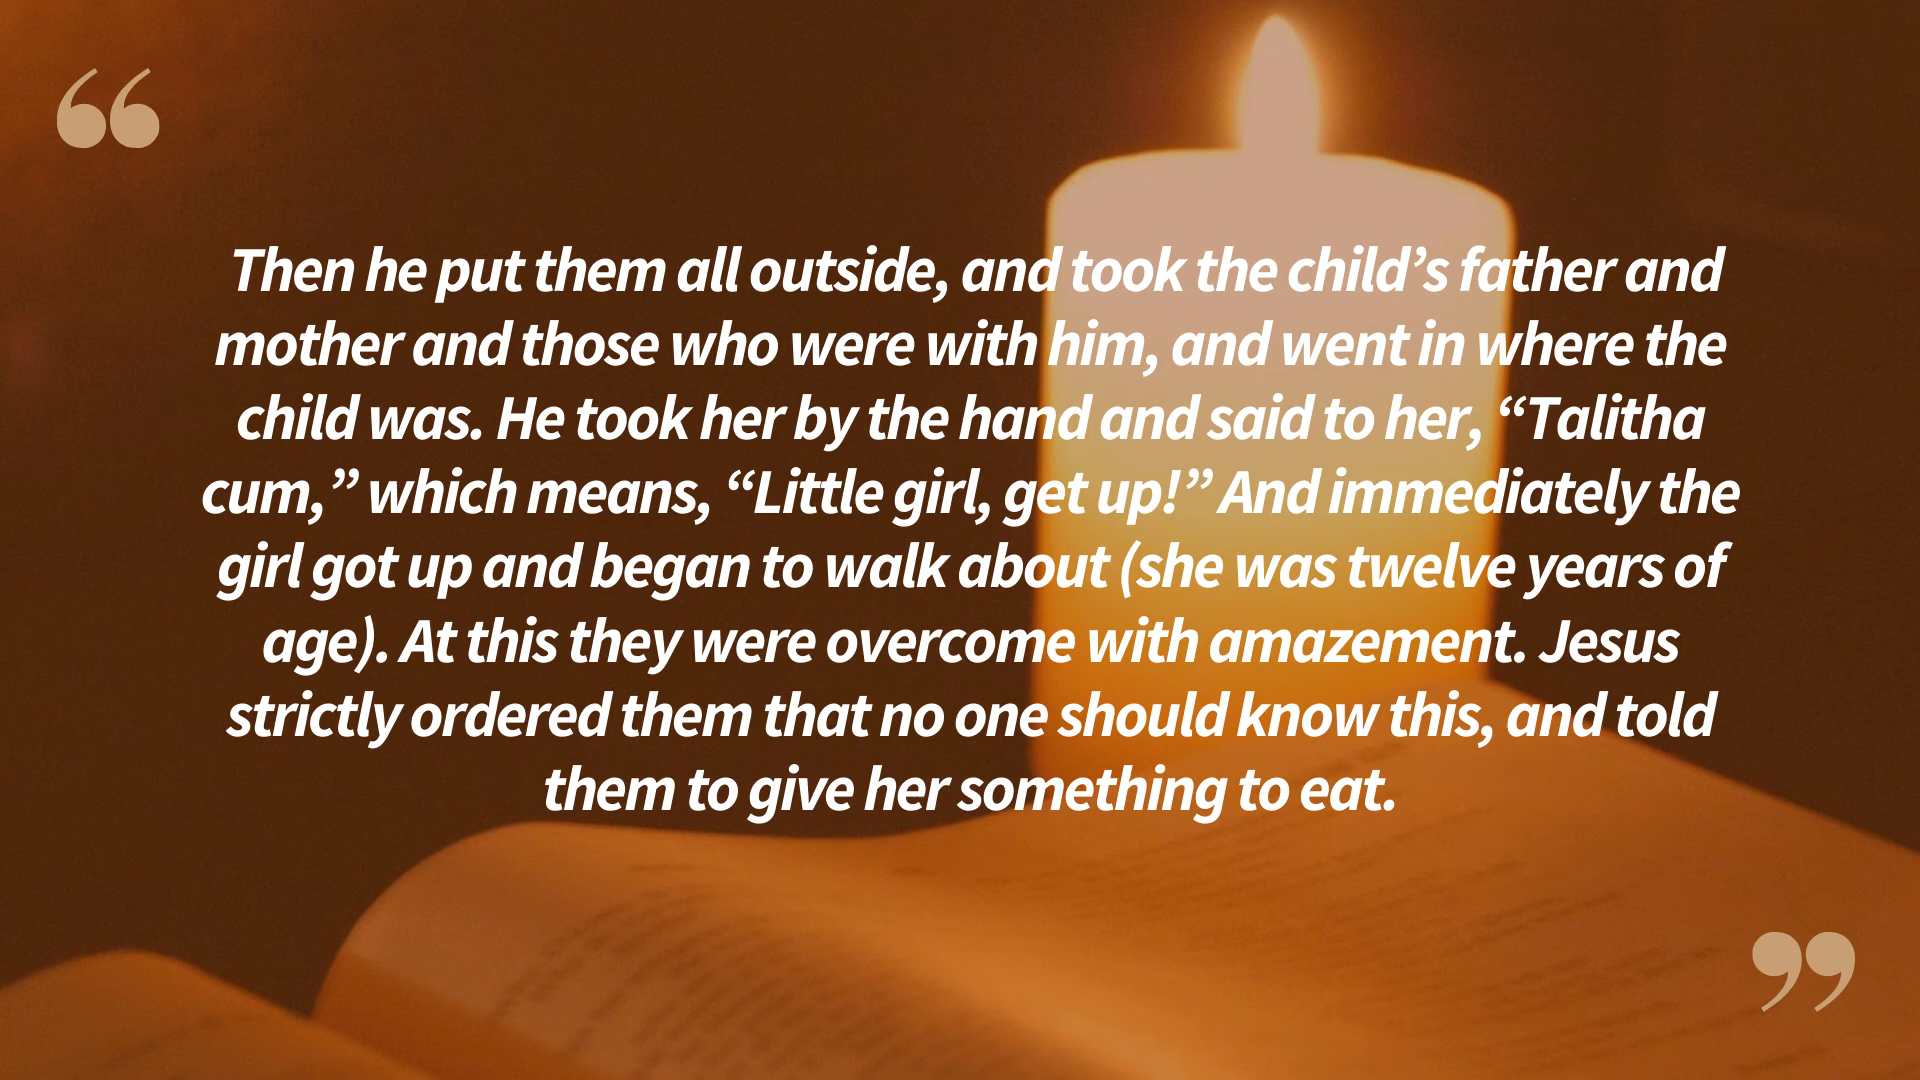 “
Then he put them all outside, and took the child’s father and
mother and those who were with him, and went in where the
child was. He took her by the hand and said to her, “Talitha
cum,” which means, “Little girl, get up!” And immediately the
girl got up and began to walk about (she was twelve years of
age). At this they were overcome with amazement. Jesus
strictly ordered them that no one should know this, and told
them to give her something to eat.
”